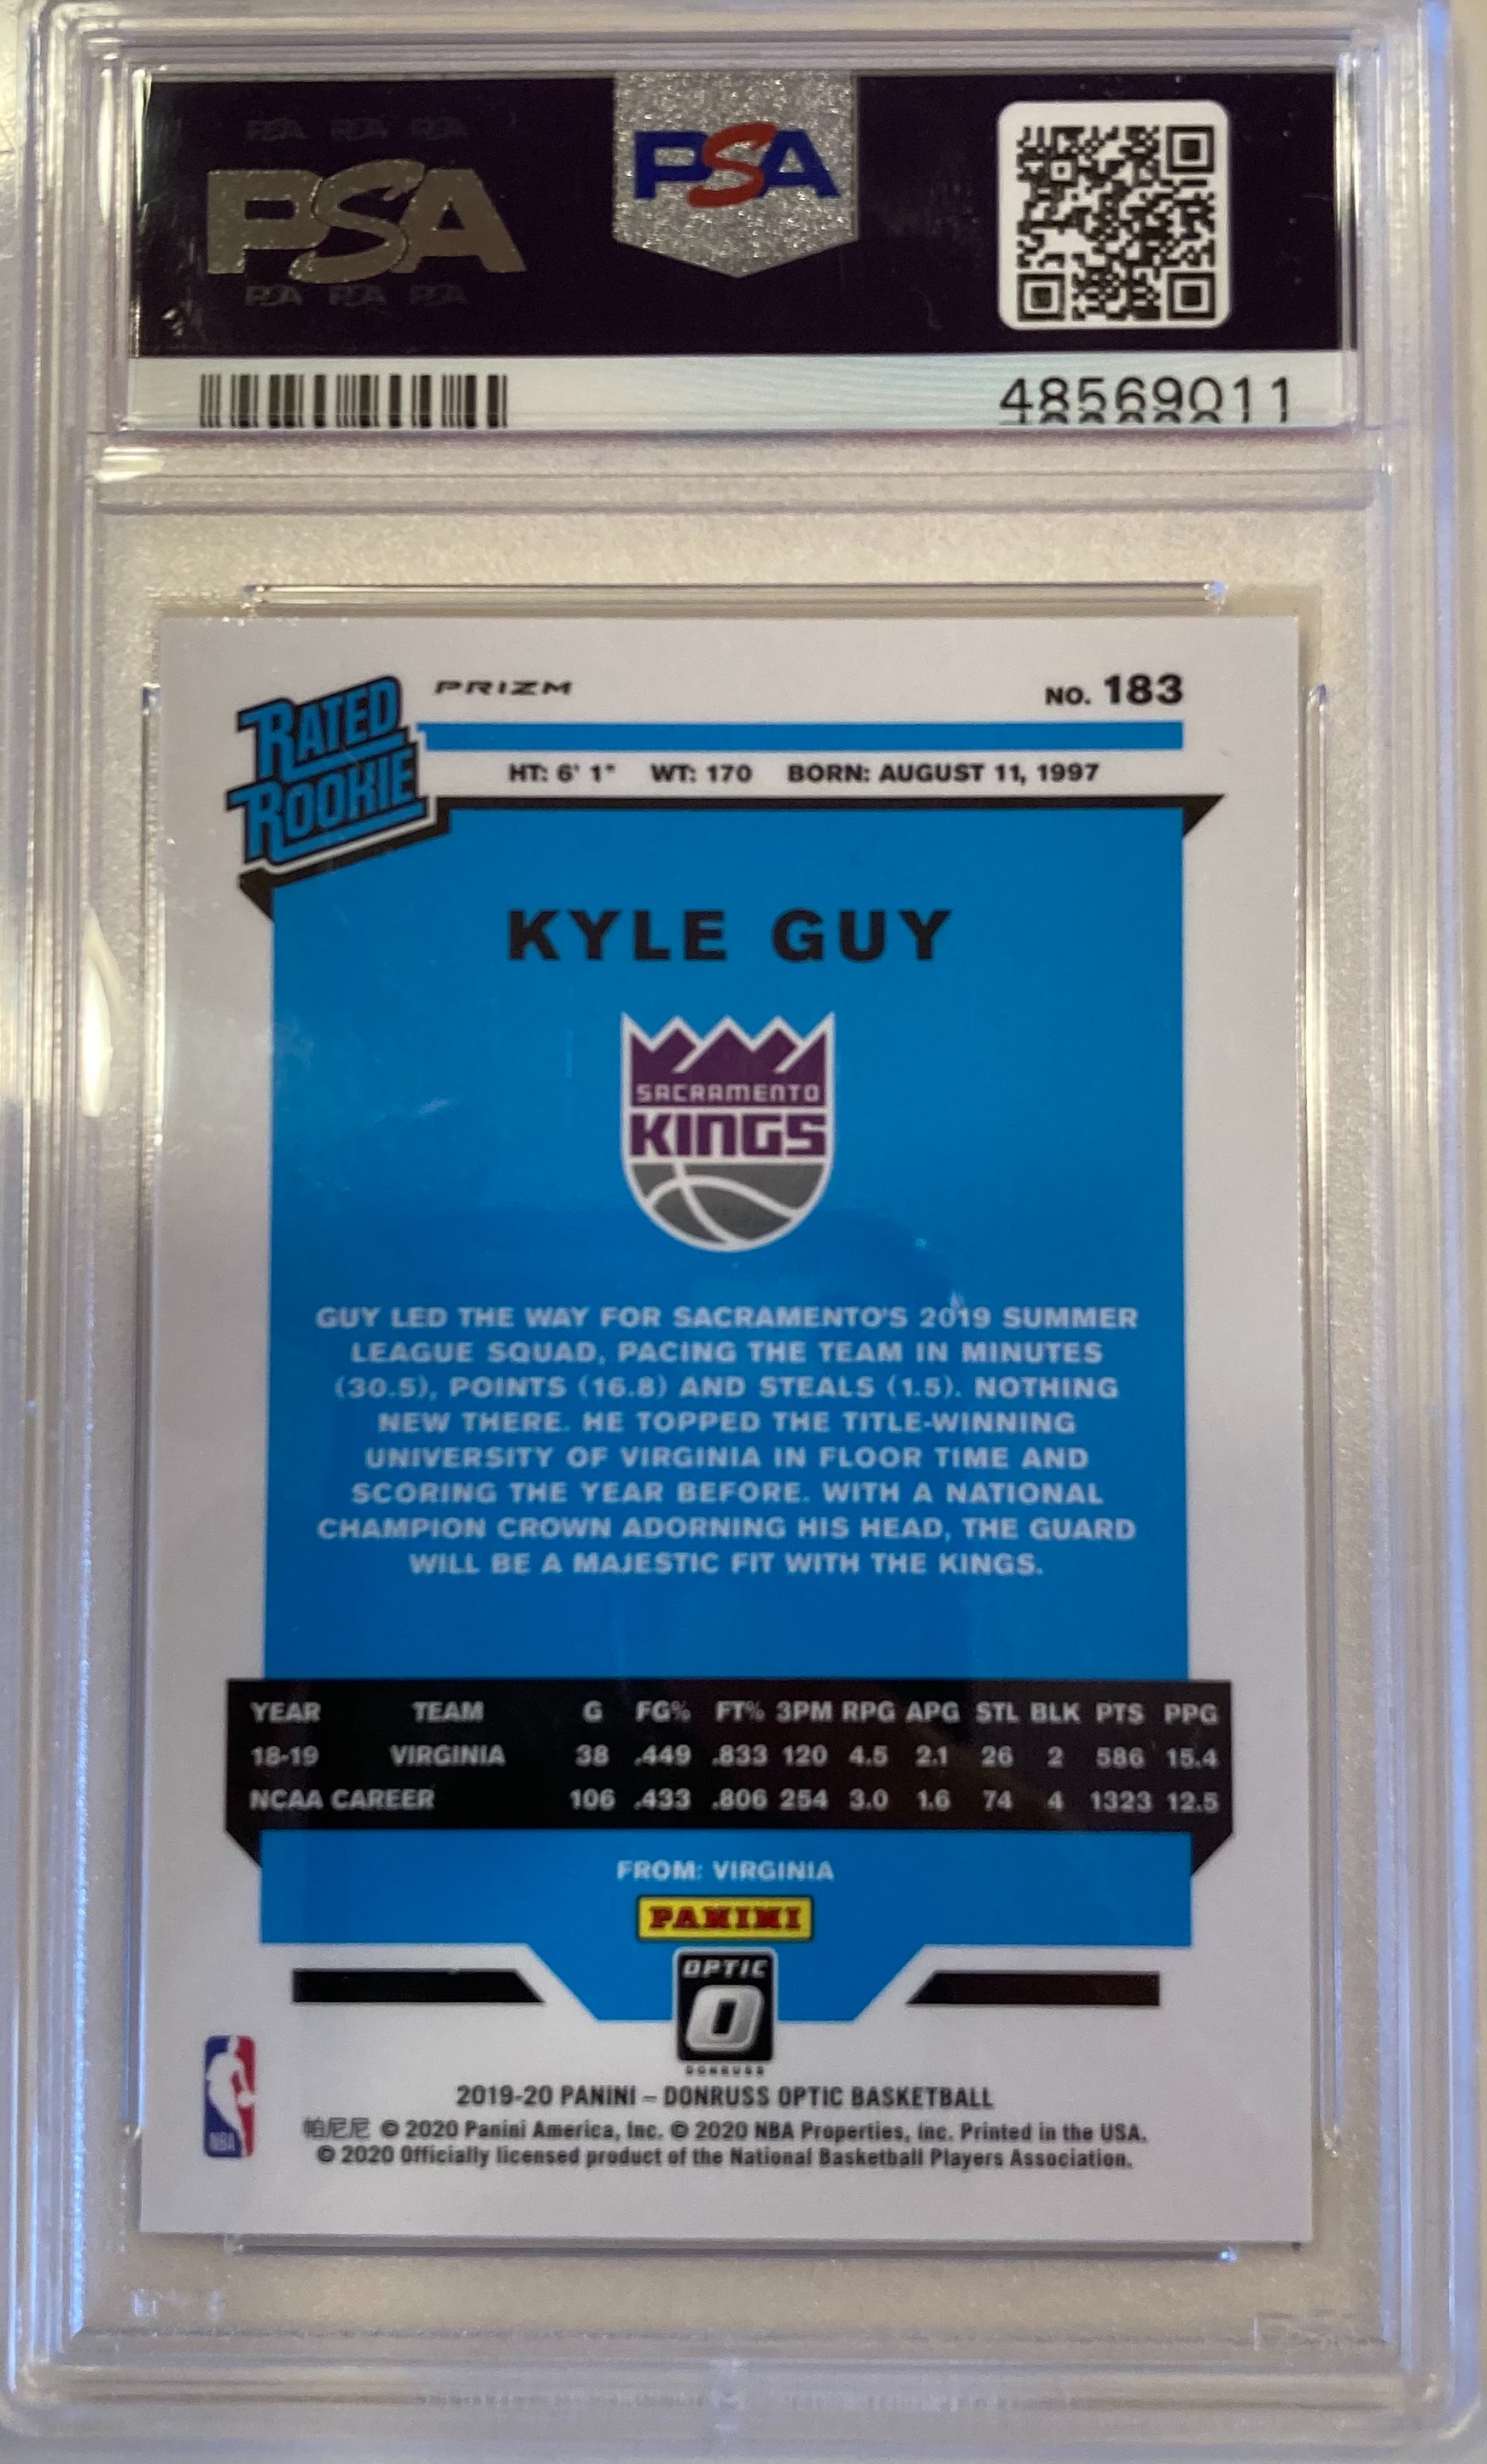 PSA PSA PSA
PSA
PSA PSA PSA
PSA
48569011
RATED
ROOKIE
PRIZM
NO. 183
HT: 6' 1" WT: 170 BORN: AUGUST 11, 1997
KYLE GUY
SACRAMENTO
KINGS
GUY LED THE WAY FOR SACRAMENTO'S 2019 SUMMER
LEAGUE SQUAD, PACING THE TEAM IN MINUTES
(30.5), POINTS (16.8) AND STEALS (1.5). NOTHING
NEW THERE. HE TOPPED THE TITLE-WINNING
UNIVERSITY OF VIRGINIA IN FLOOR TIME AND
SCORING THE YEAR BEFORE. WITH A NATIONAL
CHAMPION CROWN ADORNING HIS HEAD, THE GUARD
WILL BE A MAJESTIC FIT WITH THE KINGS.
YEAR TEAM G FG% FT% 3PM RPG APG STL BLK PTS PPG
18-19 VIRGINIA 38 .449 .833 120 4.5 2.1 26 2 586 15.4
NCAA CAREER 106 .433 .806 254 3.0 1.6 74 4 1323 12.5
FROM: VIRGINIA
PANINI
OPTIC
O
DONRUSS
NBA
2019-20 PANINI – DONRUSS OPTIC BASKETBALL
帕尼尼 © 2020 Panini America, Inc. © 2020 NBA Properties, Inc. Printed in the USA.
© 2020 Officially licensed product of the National Basketball Players Association.